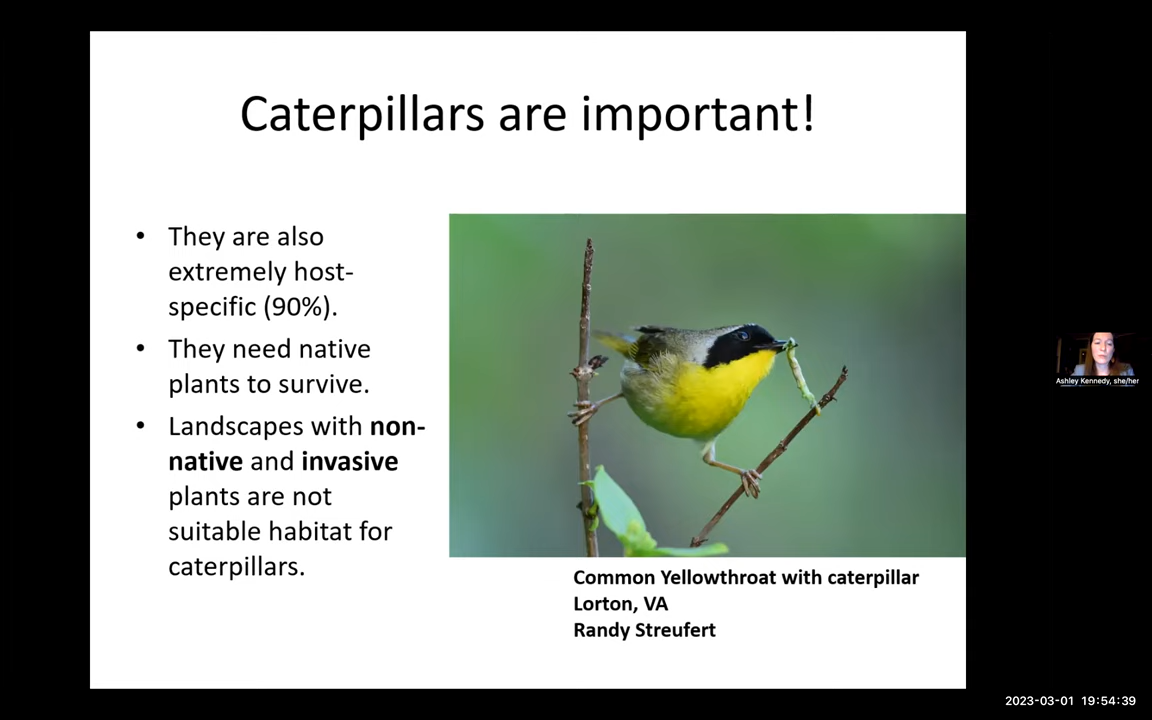 Caterpillars are important!
• They are also
extremely host-
specific (90%).
• They need native
plants to survive.
• Landscapes with non-
native and invasive
plants are not
suitable habitat for
caterpillars.
Common Yellowthroat with caterpillar
Lorton, VA
Randy Streufert
Ashley Kennedy, she/her
2023-03-01 19:54:39